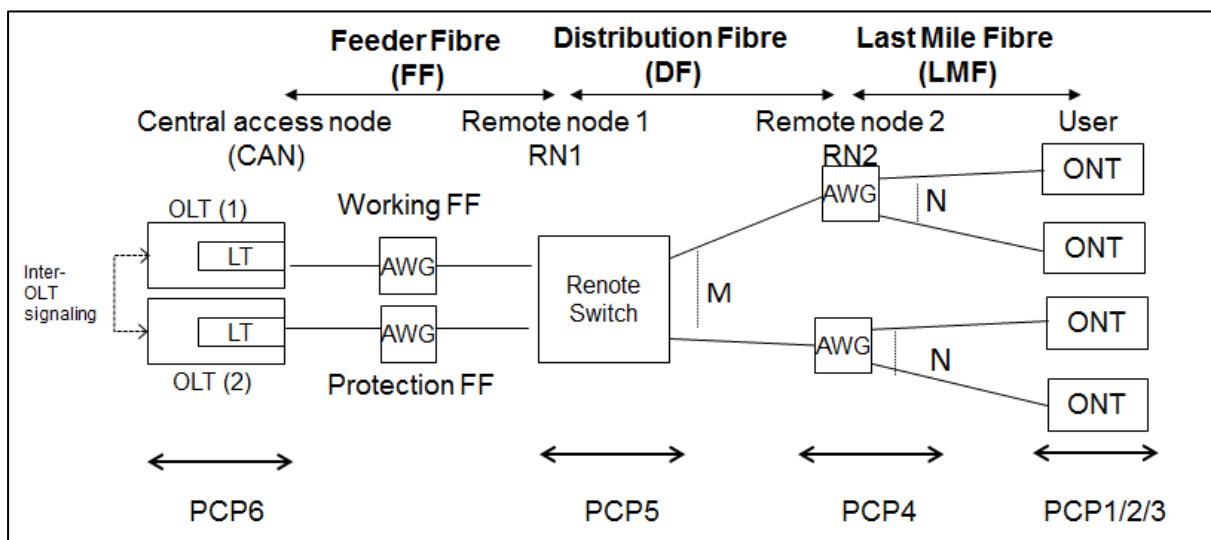 Feeder Fibre
(FF)
Distribution Fibre
(DF)
Last Mile Fibre
(LMF)
Central access node
(CAN)
Remote node 1
RN1
Remote node 2
RN2
User
OLT (1)
LT
Inter-
OLT
signaling
LT
OLT (2)
Working FF
AWG
AWG
Protection FF
Renote
Switch
M
AWG
N
AWG
N
ONT
ONT
ONT
ONT
PCP6
PCP5
PCP4
PCP1/2/3